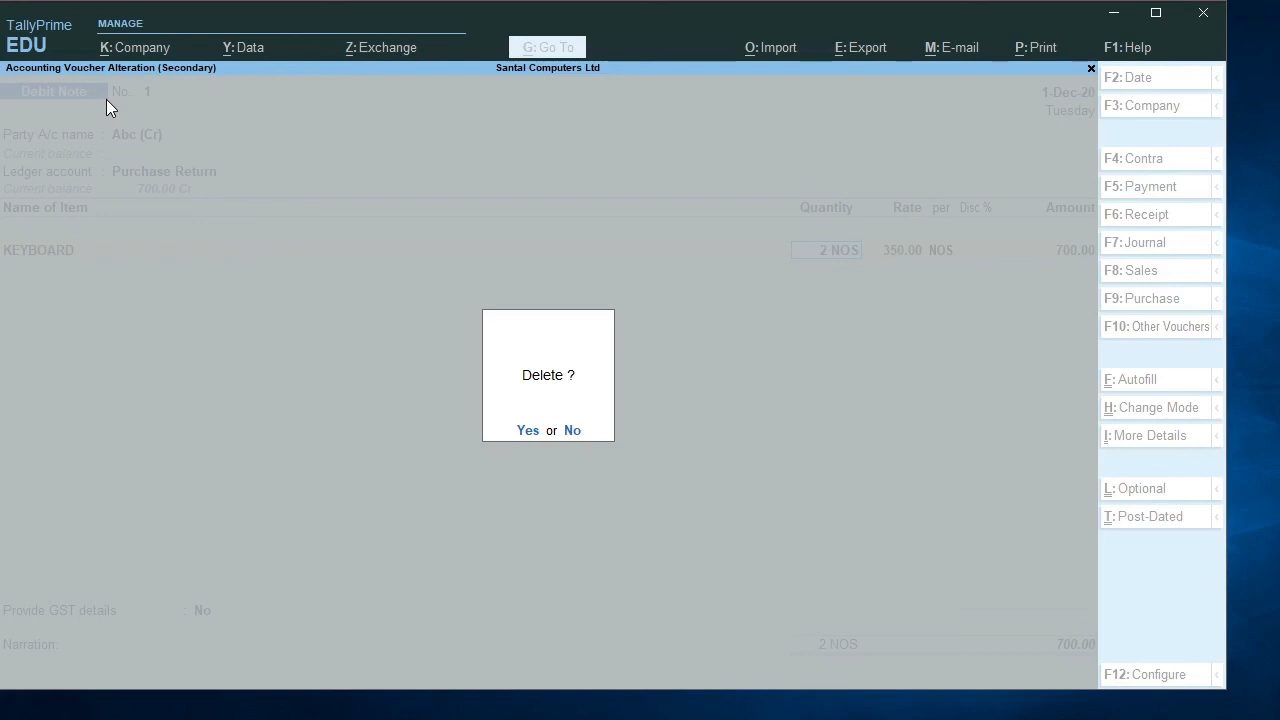 TallyPrime
EDU
MANAGE
K: Company Y: Data Z: Exchange G: Go To O: Import E: Export M: E-mail P: Print F1: Help
Accounting Voucher Alteration (Secondary) Santal Computers Ltd
Debit Note No. 1 1-Dec-20
Tuesday
Party A/c name : Abc (Cr)
Current balance :
Ledger account : Purchase Return
Current balance 700.00 Cr
Name of Item Quantity Rate per Disc % Amount
KEYBOARD 2 NOS 350.00 NOS 700.00
Delete ?
Yes or No
Provide GST details : No
Narration: 2 NOS 700.00
F2: Date
F3: Company
F4: Contra
F5: Payment
F6: Receipt
F7: Journal
F8: Sales
F9: Purchase
F10: Other Vouchers
F: Autofill
H: Change Mode
I: More Details
L: Optional
T: Post-Dated
F12: Configure